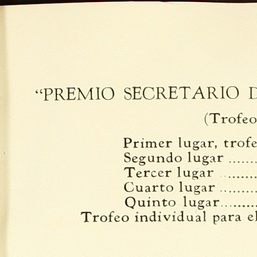 “PREMIO SECRETARIO D
(Trofeo
Primer lugar, trofe
Segundo lugar ......
Tercer lugar .......
Cuarto lugar .......
Quinto lugar.......
Trofeo individual para el